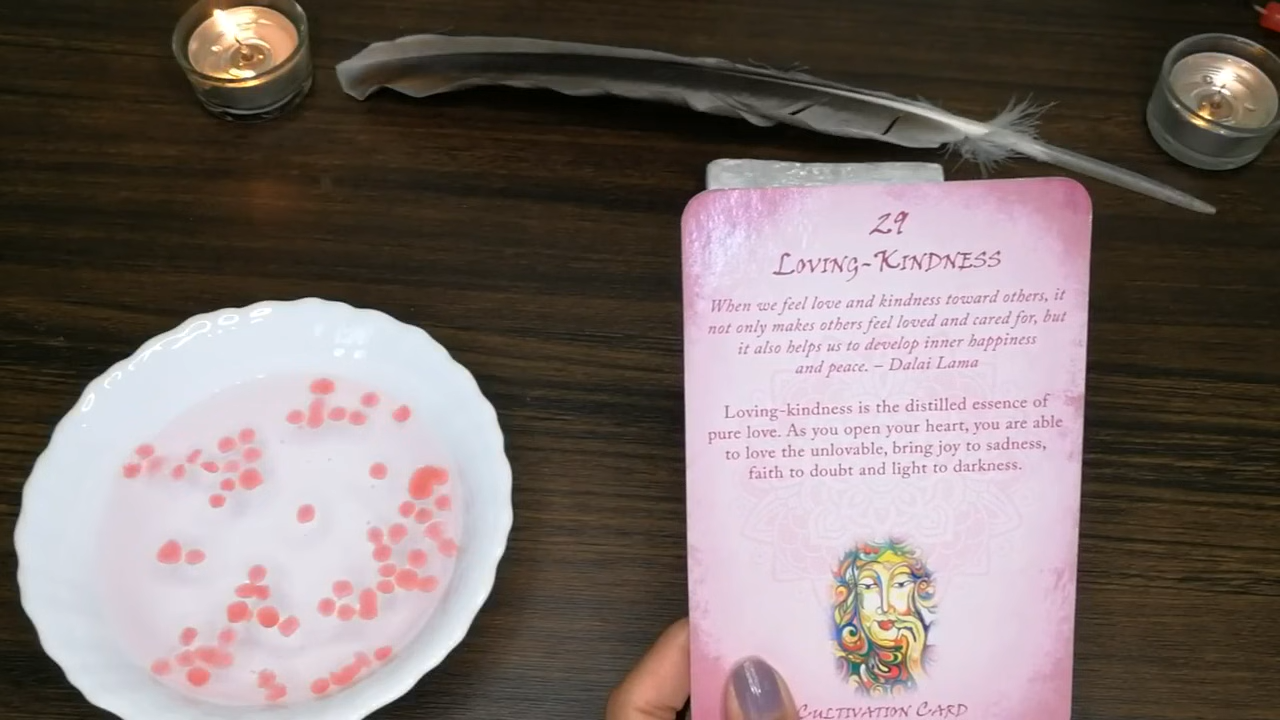 29
Loving-Kindness
When we feel love and kindness toward others, it
not only makes others feel loved and cared for, but
it also helps us to develop inner happiness
and peace. – Dalai Lama
Loving-kindness is the distilled essence of
pure love. As you open your heart, you are able
to love the unlovable, bring joy to sadness,
faith to doubt and light to darkness.
Cultivation Card